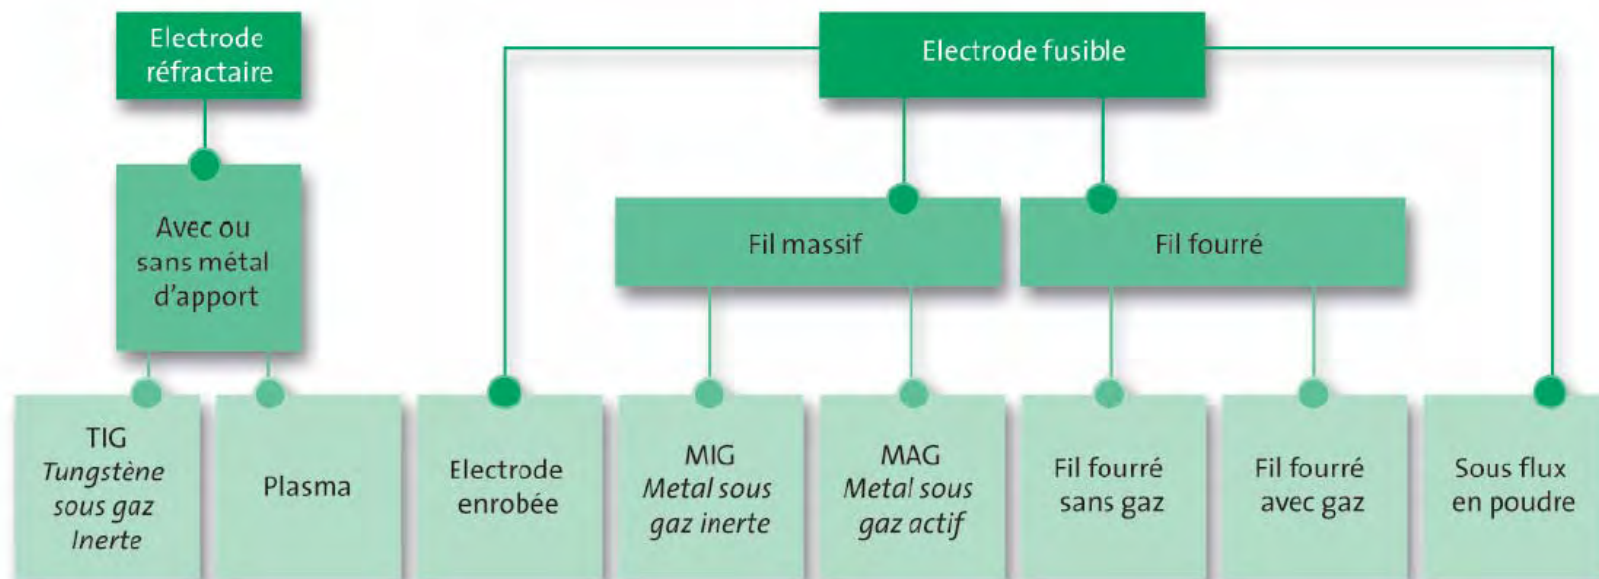 Electrode
réfractaire
Electrode fusible
Avec ou
sans métal
d'apport
Fil massif
Fil fourré
TIG
Tungstène
sous gaz
Inerte
Plasma
Electrode
enrobée
MIG
Metal sous
gaz inerte
MAG
Metal sous
gaz actif
Fil fourré
sans gaz
Fil fourré
avec gaz
Sous flux
en poudre